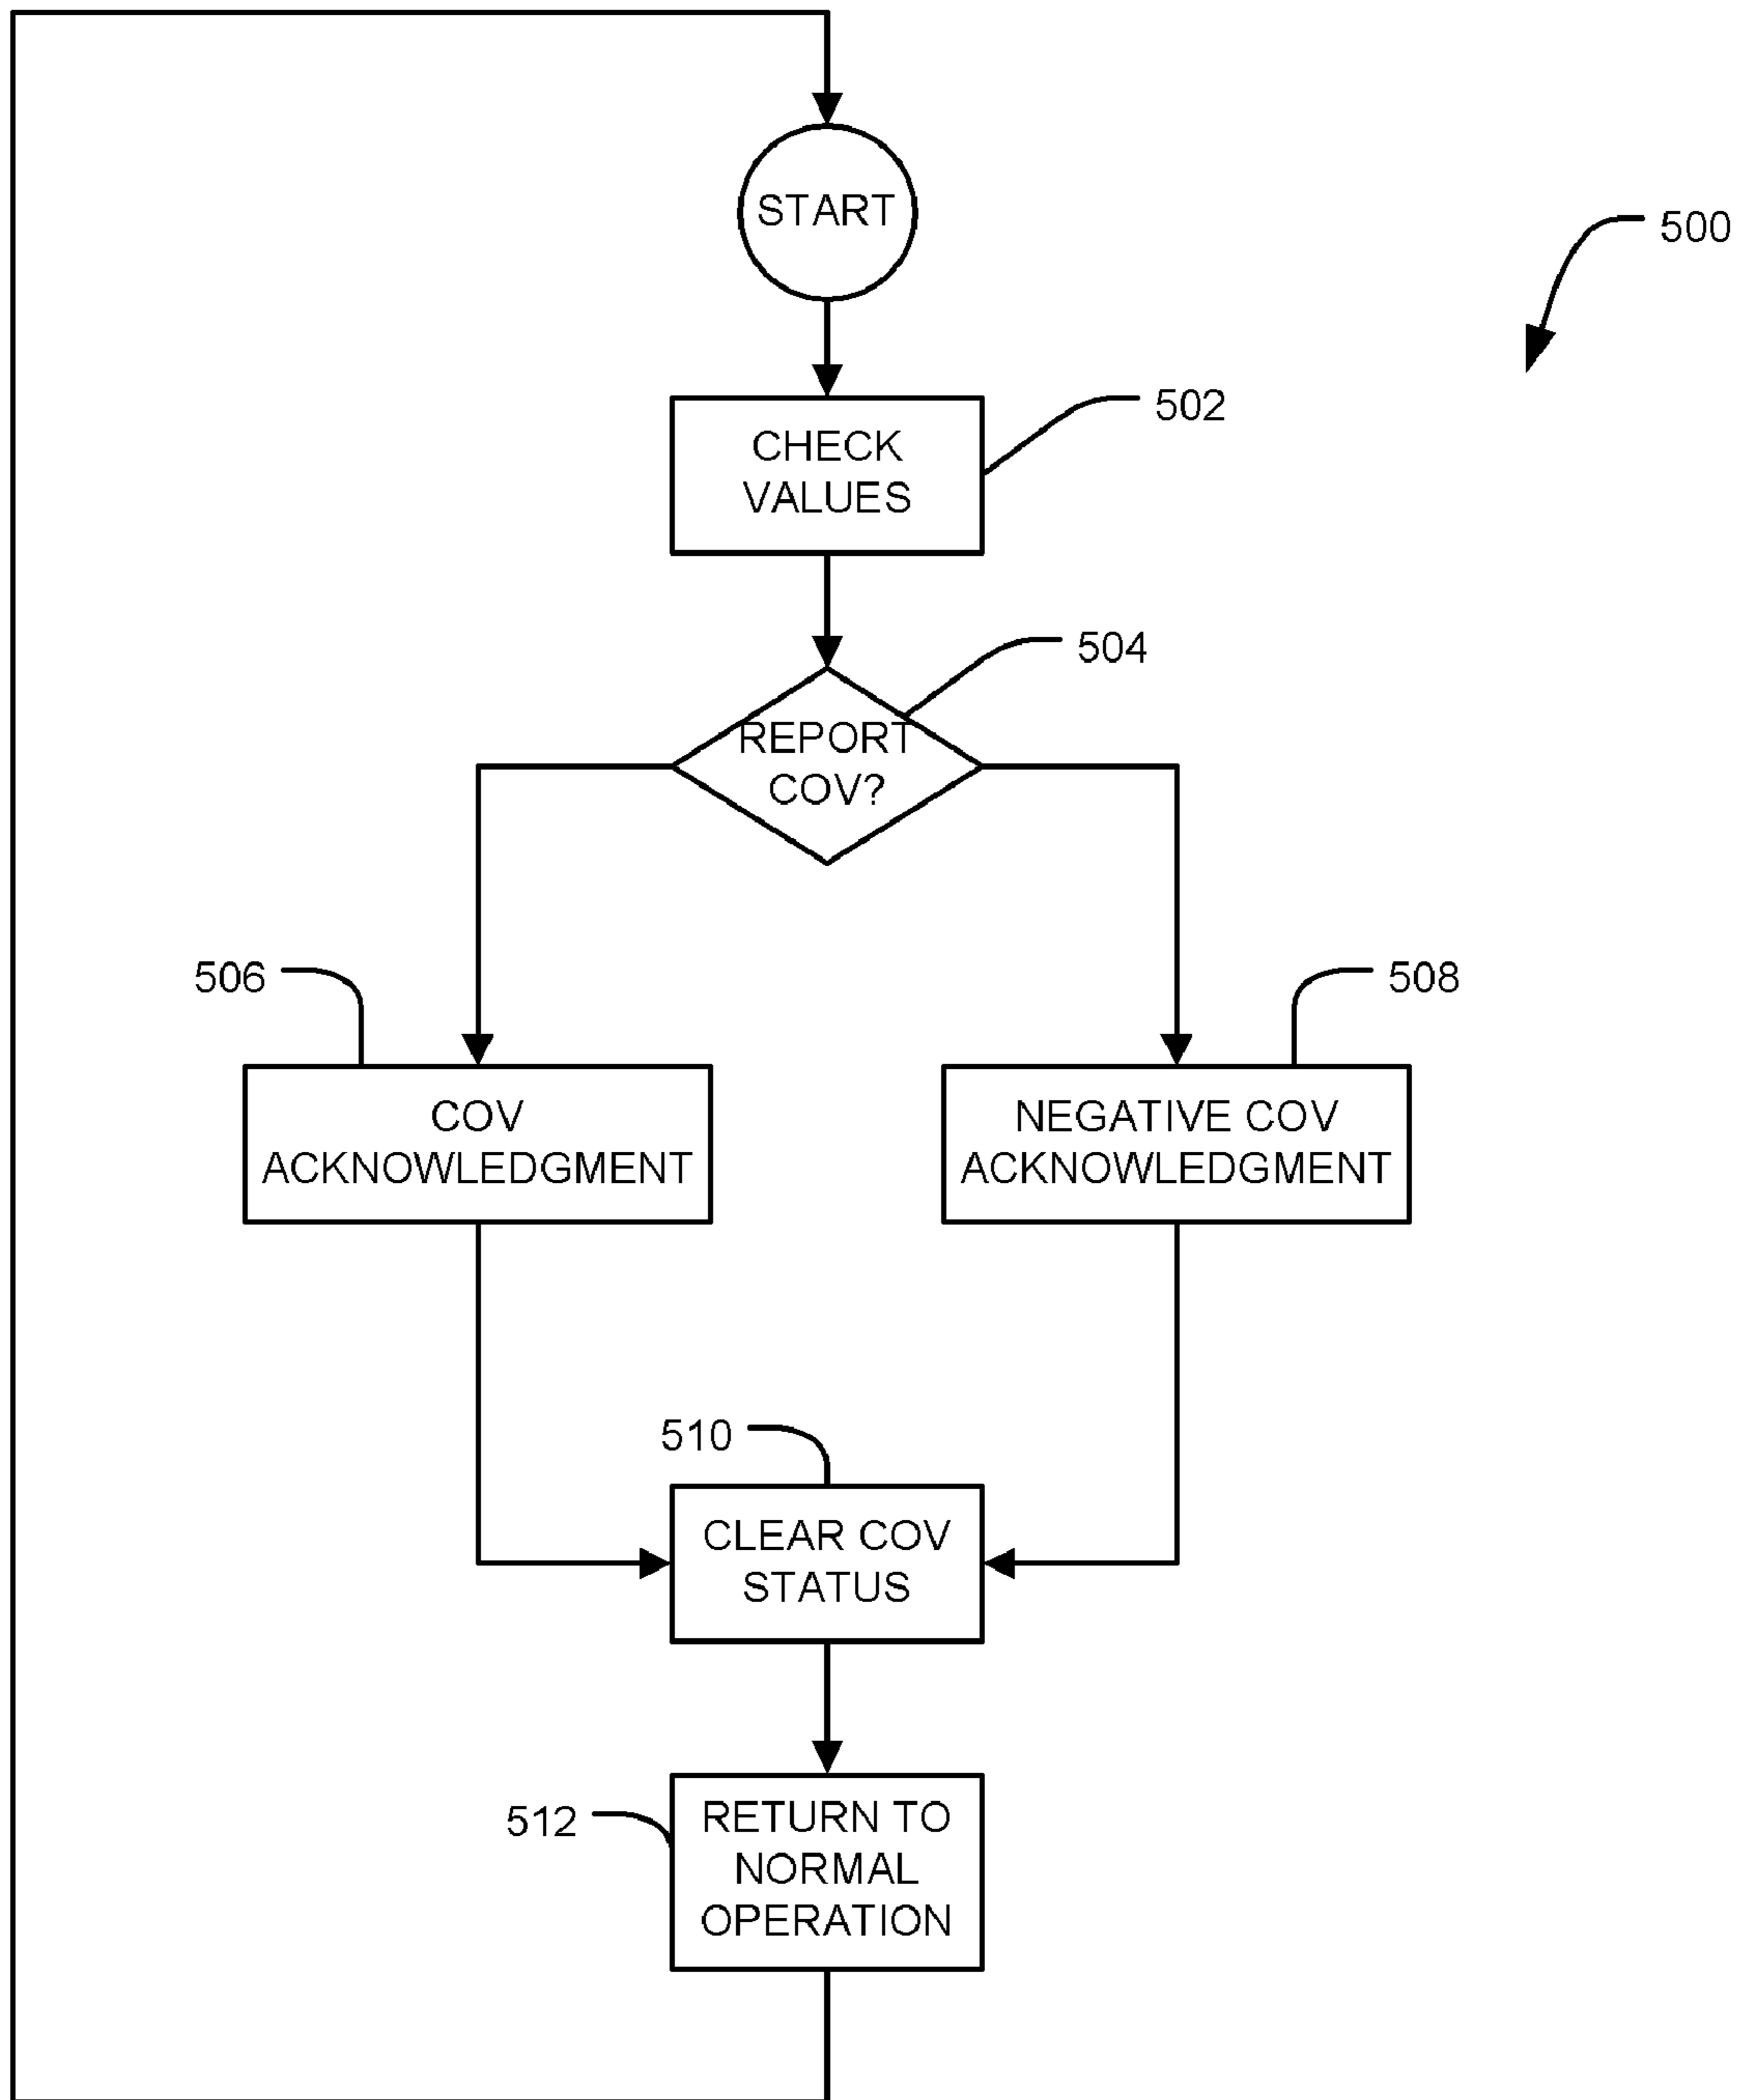 START
500
CHECK
VALUES
502
REPORT
COV?
504
506
COV
ACKNOWLEDGMENT
508
NEGATIVE COV
ACKNOWLEDGMENT
510
CLEAR COV
STATUS
512
RETURN TO
NORMAL
OPERATION